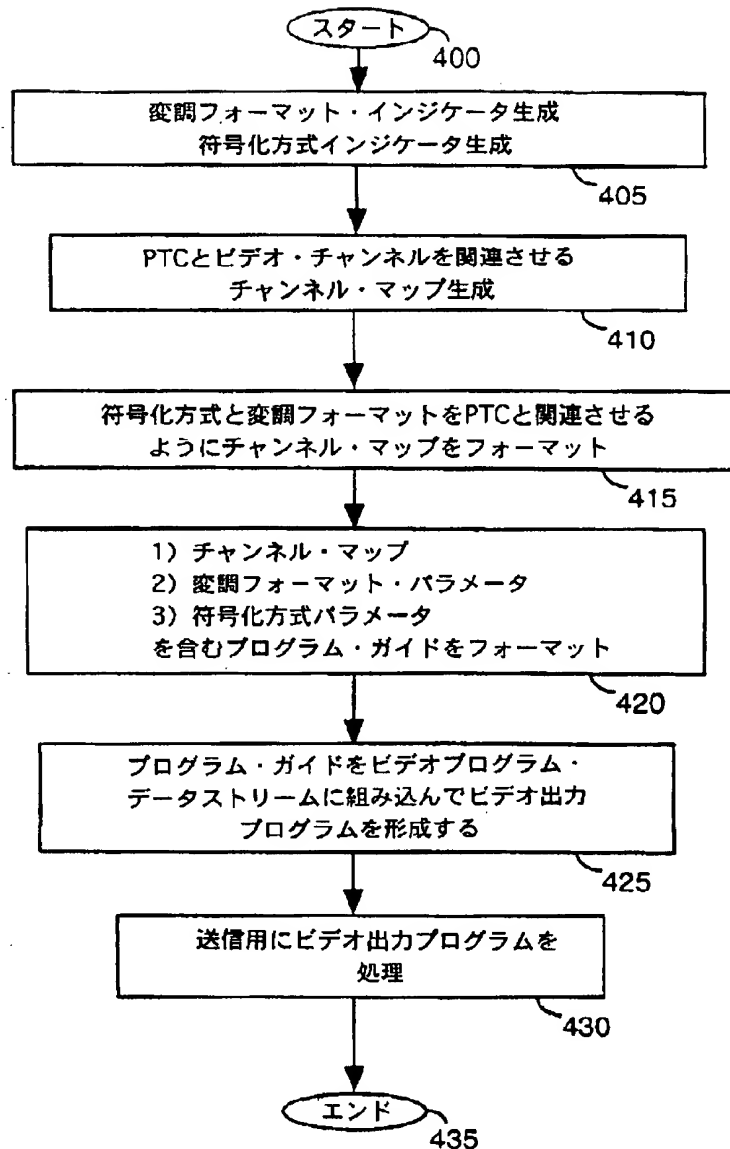 スタート
400
変調フォーマット・インジケータ生成
符号化方式インジケータ生成
405
PTCとビデオ・チャンネルを関連させる
チャンネル・マップ生成
410
符号化方式と変調フォーマットをPTCと関連させる
ようにチャンネル・マップをフォーマット
415
1）チャンネル・マップ
2）変調フォーマット・パラメータ
3）符号化方式パラメータ
を含むプログラム・ガイドをフォーマット
420
プログラム・ガイドをビデオプログラム・
データストリームに組み込んでビデオ出力
プログラムを形成する
425
送信用にビデオ出力プログラムを
処理
430
エンド
435